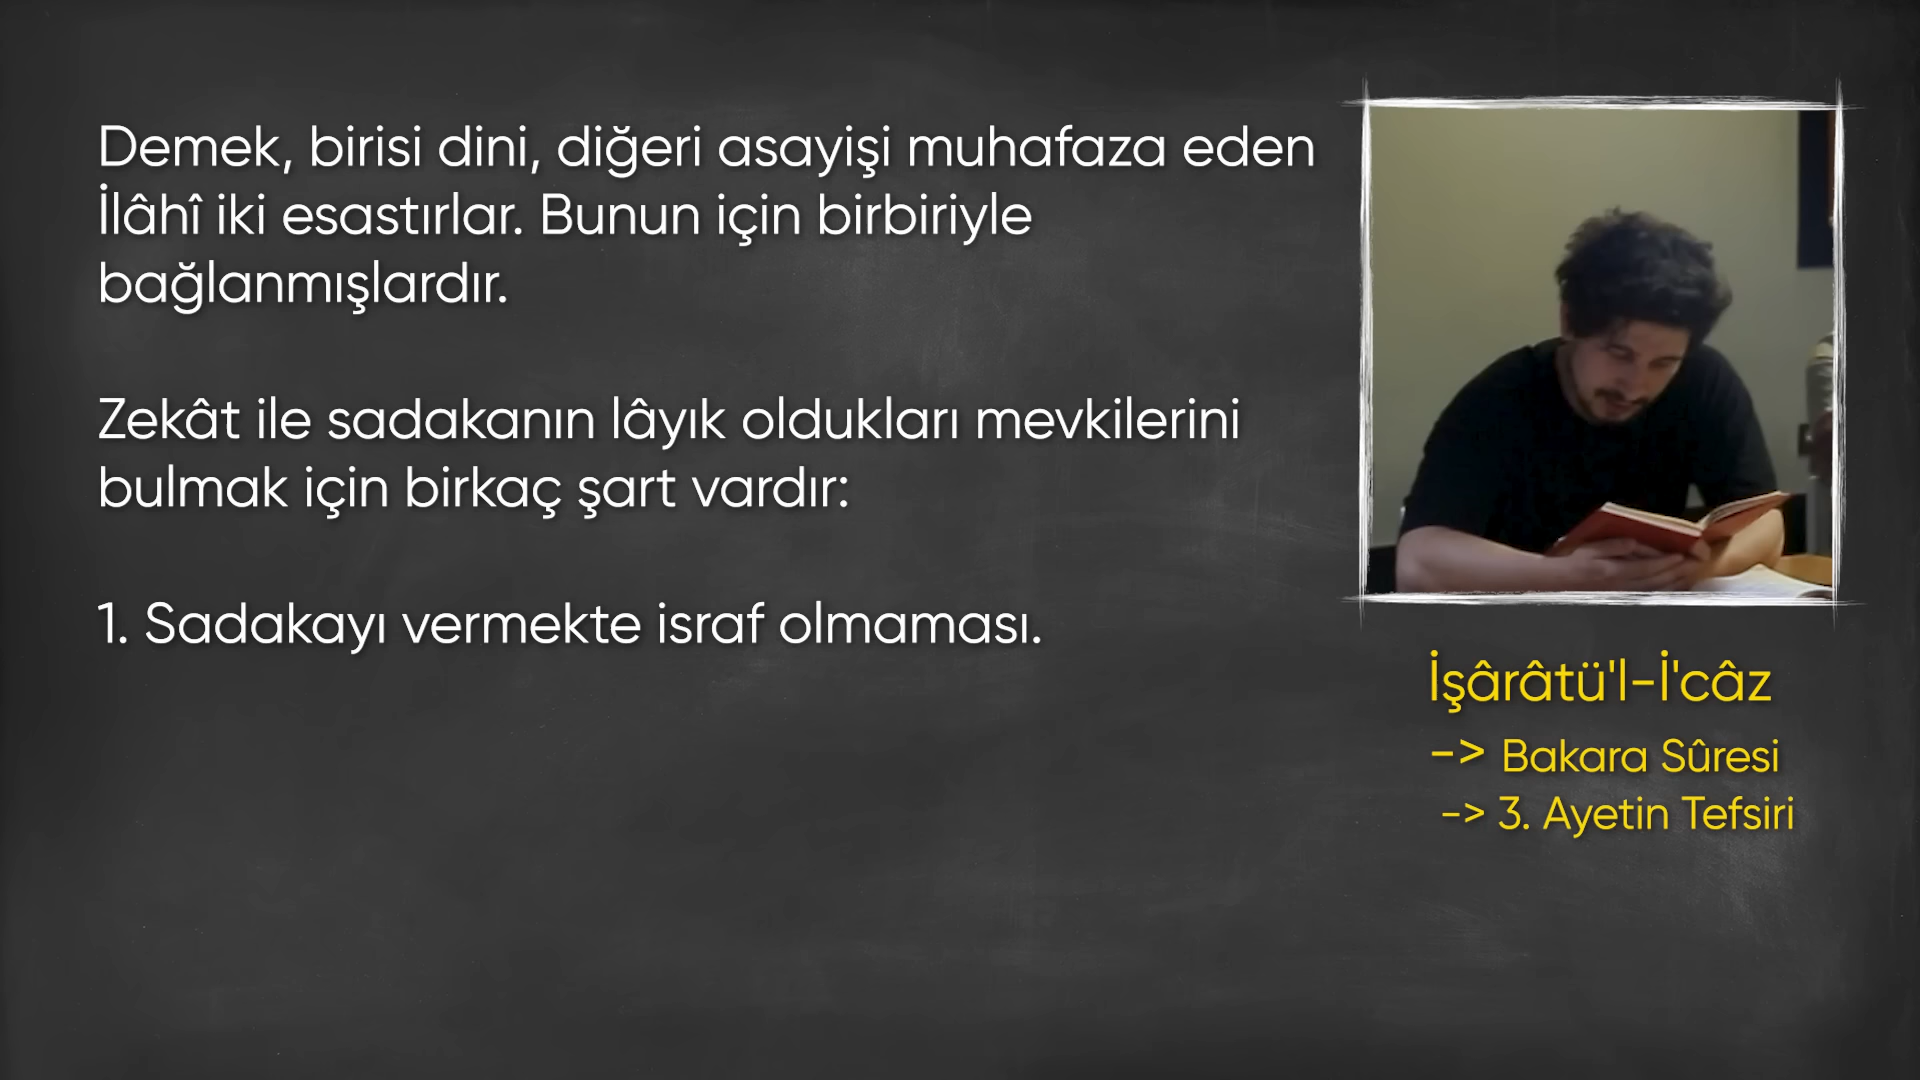 Demek, birisi dini, diğeri asayişi muhafaza eden
İlâhî iki esastırlar. Bunun için birbiriyle
bağlanmışlardır.
Zekât ile sadakanın lâyık oldukları mevkilerini
bulmak için birkaç şart vardır:
1. Sadakayı vermekte israf olmaması.
İşârâtü'l-İ'câz
-> Bakara Sûresi
-> 3. Ayetin Tefsiri